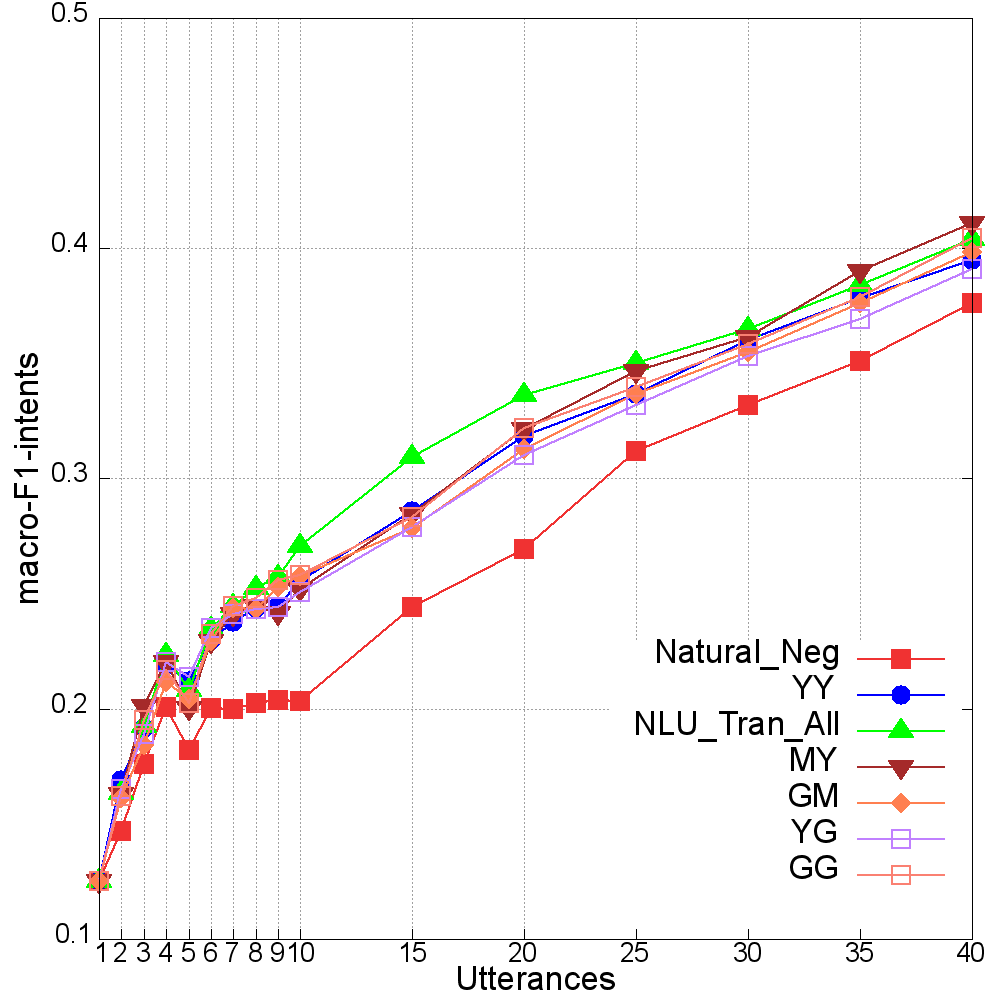 0.5
0.4
0.3
0.2
0.1
macro-F1-intents
Natural_Neg
YY
NLU_Tran_All
MY
GM
YG
GG
1 2 3 4 5 6 7 8 9 10 15 20 25 30 35 40
Utterances